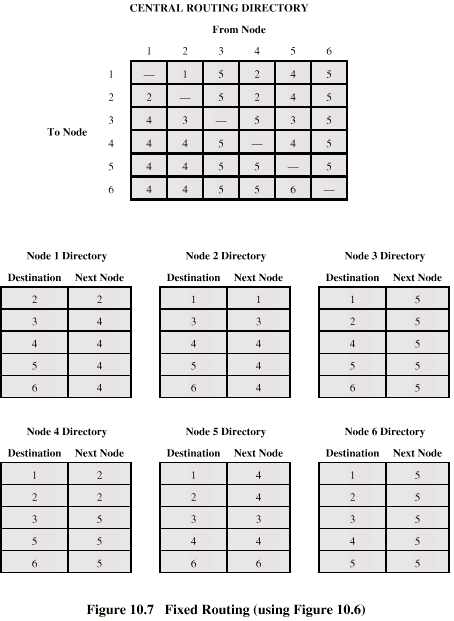 CENTRAL ROUTING DIRECTORY
From Node
1 2 3 4 5 6
1 — 1 5 2 4 5
2 2 — 5 2 4 5
3 4 3 — 5 3 5
To Node
4 4 4 5 — 4 5
5 4 4 5 5 — 5
6 4 4 5 5 6 —
Node 1 Directory Node 2 Directory Node 3 Directory
Destination Next Node Destination Next Node Destination Next Node
2 2 1 1 1 5
3 4 3 3 2 5
4 4 4 4 4 5
5 4 5 4 5 5
6 4 6 4 6 5
Node 4 Directory Node 5 Directory Node 6 Directory
Destination Next Node Destination Next Node Destination Next Node
1 2 1 4 1 5
2 2 2 4 2 5
3 5 3 3 3 5
5 5 4 4 4 5
6 5 6 6 5 5
Figure 10.7 Fixed Routing (using Figure 10.6)